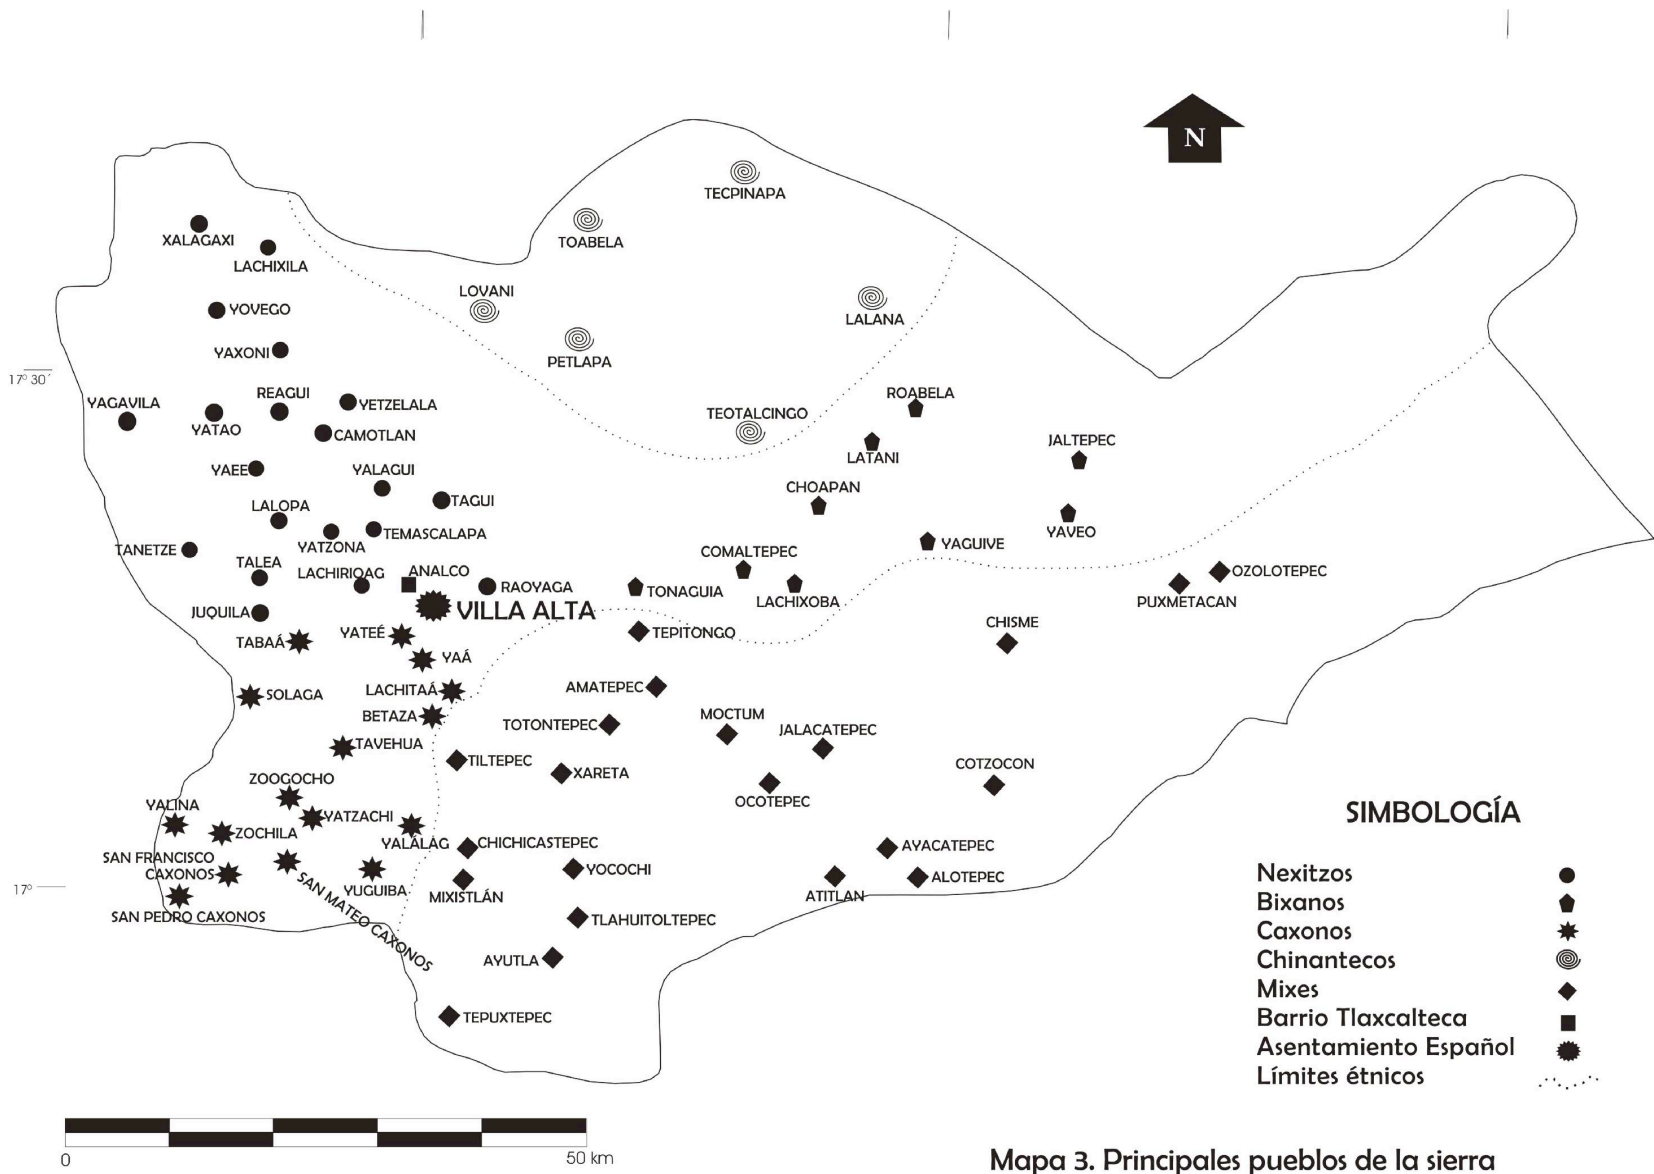 N
TECPINAPA
XALAGAXI
TOABELA
LACHIXILA
LOVANI
YOVEGO
LALANA
YAXONI
PETLAPA
17º 30´
REAGUI
ROABELA
YAGAVILA
YETZELALA
TEOTALCINGO
YATAO
CAMOTLAN
JALTEPEC
LATANI
YAEE
YALAGUI
CHOAPAN
TAGUI
LALOPA
TEMASCALAPA
YAVEO
YATZONA
YAGUIVE
TANETZE
COMALTEPEC
TALEA
LACHIRIOAG
ANALCO
OZOLOTEPEC
RAOYAGA
TONAGUIA
LACHIXOBA
PUXMETACAN
JUQUILA
VILLA ALTA
CHISME
TABAÁ
YATEÉ
TEPITONGO
YAÁ
LACHITAÁ
AMATEPEC
SOLAGA
BETAZA
MOCTUM
TOTONTEPEC
JALACATEPEC
TAVEHUA
TILTEPEC
COTZOCON
XARETA
ZOOGOCHO
OCOTEPEC
YALINA
YATZACHI
ZOCHILA
YALÁLAG
CHICHICASTEPEC
AYACATEPEC
SAN FRANCISCO
CAXONOS
YOCOCHI
ALOTEPEC
17º
YUGUIBA
MIXISTLÁN
ATITLAN
SAN PEDRO CAXONOS
SAN MATEO CAXONOS
TLAHUITOLTEPEC
AYUTLA
TEPUXTEPEC
SIMBOLOGÍA
Nexitzos
Bixanos
Caxonos
Chinantecos
Mixes
Barrio Tlaxcalteca
Asentamiento Español
Límites étnicos
0
50 km
Mapa 3. Principales pueblos de la sierra